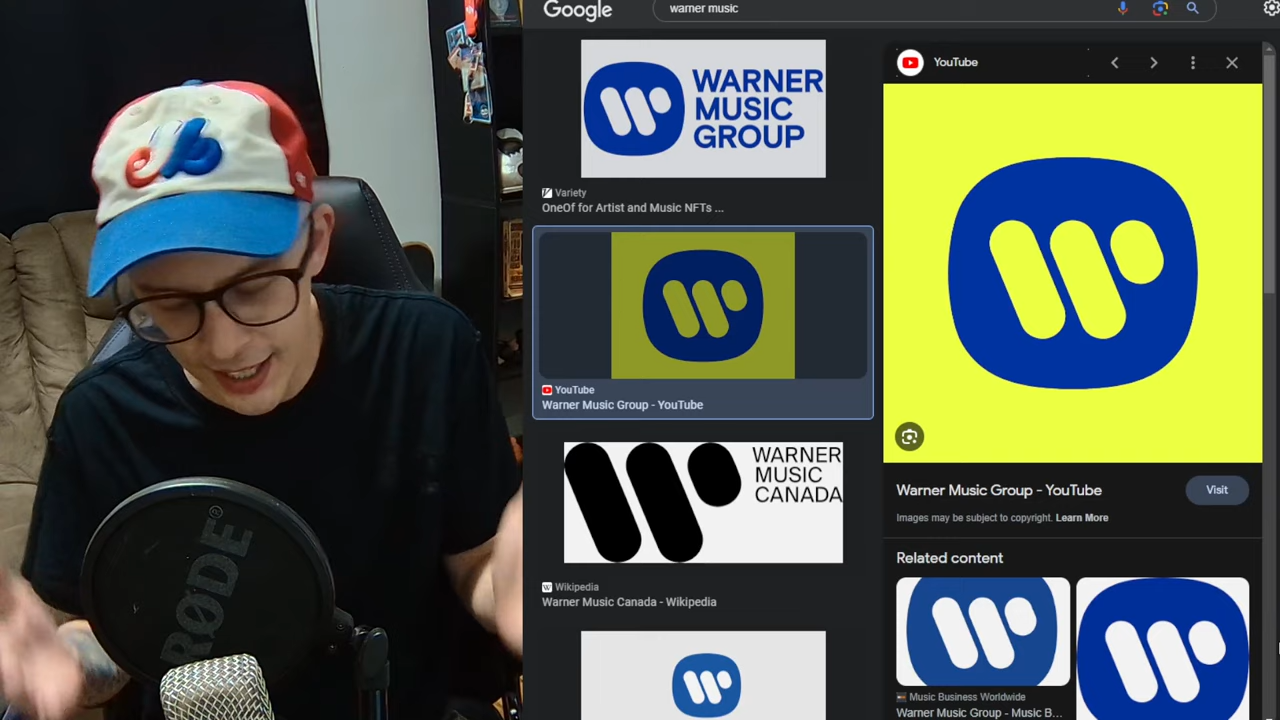 Google
warner music
eb
RØDE®
WARNER
MUSIC
GROUP
Variety
OneOf for Artist and Music NFTs ...
YouTube
Warner Music Group - YouTube
WARNER
MUSIC
CANADA
Wikipedia
Warner Music Canada - Wikipedia
YouTube
Warner Music Group - YouTube
Visit
Images may be subject to copyright. Learn More
Related content
Music Business Worldwide
Warner Music Group - Music B...